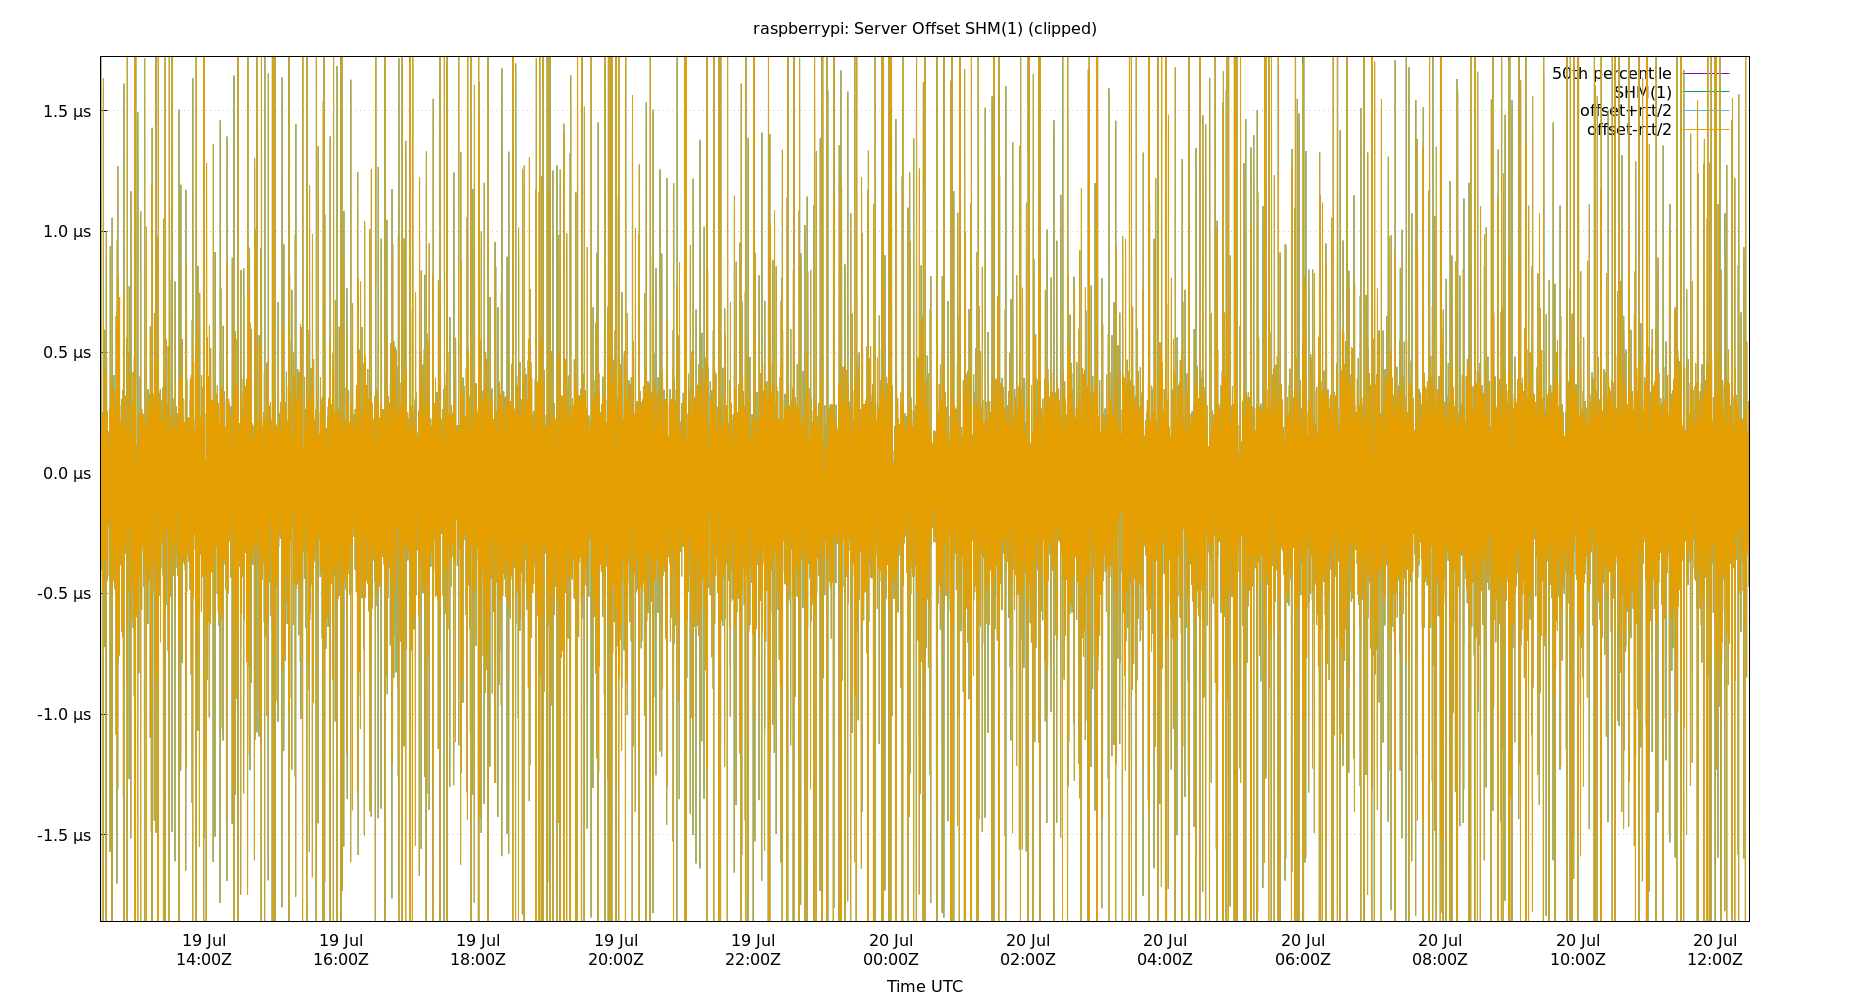 raspberrypi: Server Offset SHM(1) (clipped)
50th percentile
SHM(1)
offset+rtt/2
offset-rtt/2
1.5 µs
1.0 µs
0.5 µs
0.0 µs
-0.5 µs
-1.0 µs
-1.5 µs
19 Jul 19 Jul 19 Jul 19 Jul 19 Jul 20 Jul 20 Jul 20 Jul 20 Jul 20 Jul 20 Jul 20 Jul
14:00Z 16:00Z 18:00Z 20:00Z 22:00Z 00:00Z 02:00Z 04:00Z 06:00Z 08:00Z 10:00Z 12:00Z
Time UTC